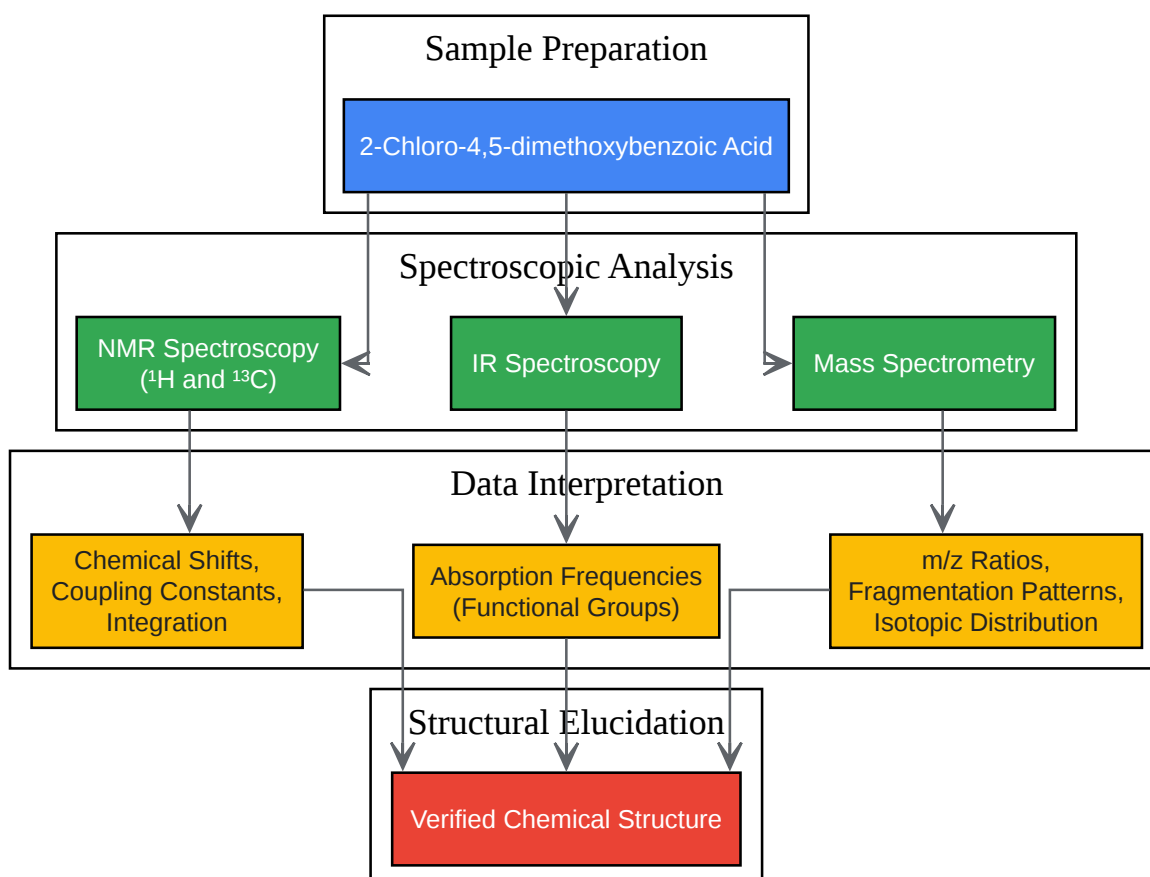 Sample Preparation
2-Chloro-4,5-dimethoxybenzoic Acid
Spectroscopic Analysis
NMR Spectroscopy
(¹H and ¹³C)
IR Spectroscopy
Mass Spectrometry
Data Interpretation
Chemical Shifts,
Coupling Constants,
Integration
Absorption Frequencies
(Functional Groups)
m/z Ratios,
Fragmentation Patterns,
Isotopic Distribution
Structural Elucidation
Verified Chemical Structure